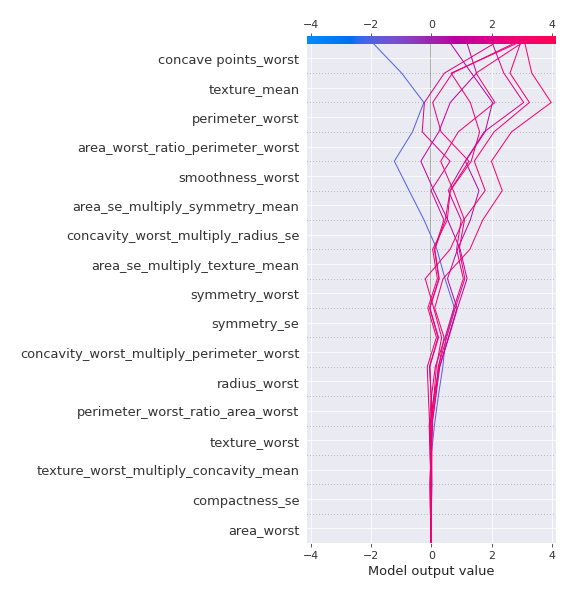 −4 −2 0 2 4
concave points_worst
texture_mean
perimeter_worst
area_worst_ratio_perimeter_worst
smoothness_worst
area_se_multiply_symmetry_mean
concavity_worst_multiply_radius_se
area_se_multiply_texture_mean
symmetry_worst
symmetry_se
concavity_worst_multiply_perimeter_worst
radius_worst
perimeter_worst_ratio_area_worst
texture_worst
texture_worst_multiply_concavity_mean
compactness_se
area_worst
−4 −2 0 2 4
Model output value